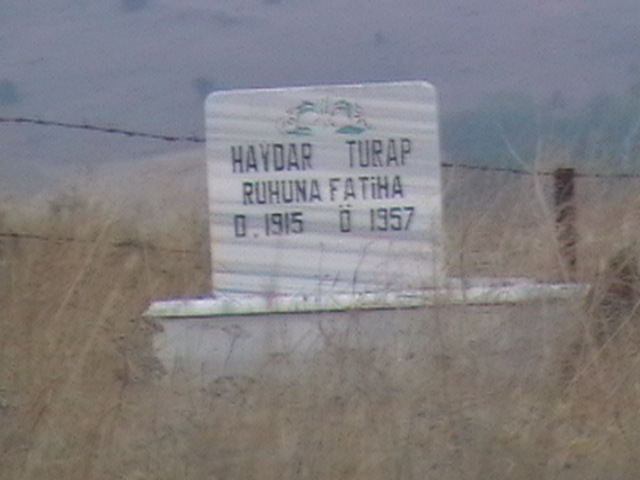 HAYDAR TURAP
RUHUNA FATiHA
D. 1915 Ö 1957